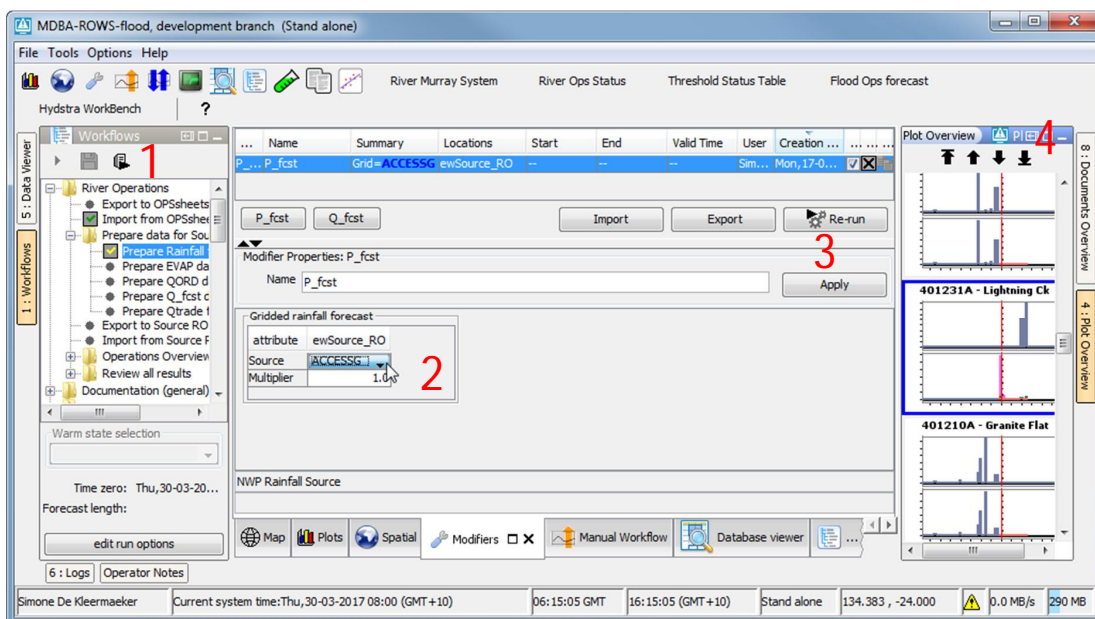 MDBA-ROWS-flood, development branch (Stand alone)
File Tools Options Help
River Murray System River Ops Status Threshold Status Table Flood Ops forecast
Hydstra WorkBench ?
5 : Data Viewer
1 : Workflows
Workflows
1
River Operations
Export to OPSsheets
Import from OPSshee
Prepare data for Sou
Prepare Rainfall
Prepare EVAP da
Prepare QORD d
Prepare Q_fcst d
Prepare Qtrade f
Export to Source RO
Import from Source R
Operations Overview
Review all results
Documentation (general)
Warm state selection
Time zero: Thu,30-03-20...
Forecast length:
edit run options
... Name Summary Locations Start End Valid Time User Creation ... ... ... ...
P_... P_fcst Grid=ACCESSG ewSource_RO -- -- -- Sim... Mon,17-0...
P_fcst Q_fcst Import Export Re-run
3
Modifier Properties: P_fcst
Name P_fcst Apply
Gridded rainfall forecast
attribute ewSource_RO
Source ACCESSG
Multiplier 1.0
2
NWP Rainfall Source
Map Plots Spatial Modifiers Manual Workflow Database viewer ...
Plot Overview
4
401231A - Lightning Ck
401210A - Granite Flat
8 : Documents Overview
4 : Plot Overview
6 : Logs Operator Notes
Simone De Kleermaeker Current system time:Thu,30-03-2017 08:00 (GMT+10) 06:15:05 GMT 16:15:05 (GMT+10) Stand alone 134.383 , -24.000 0.0 MB/s 290 MB